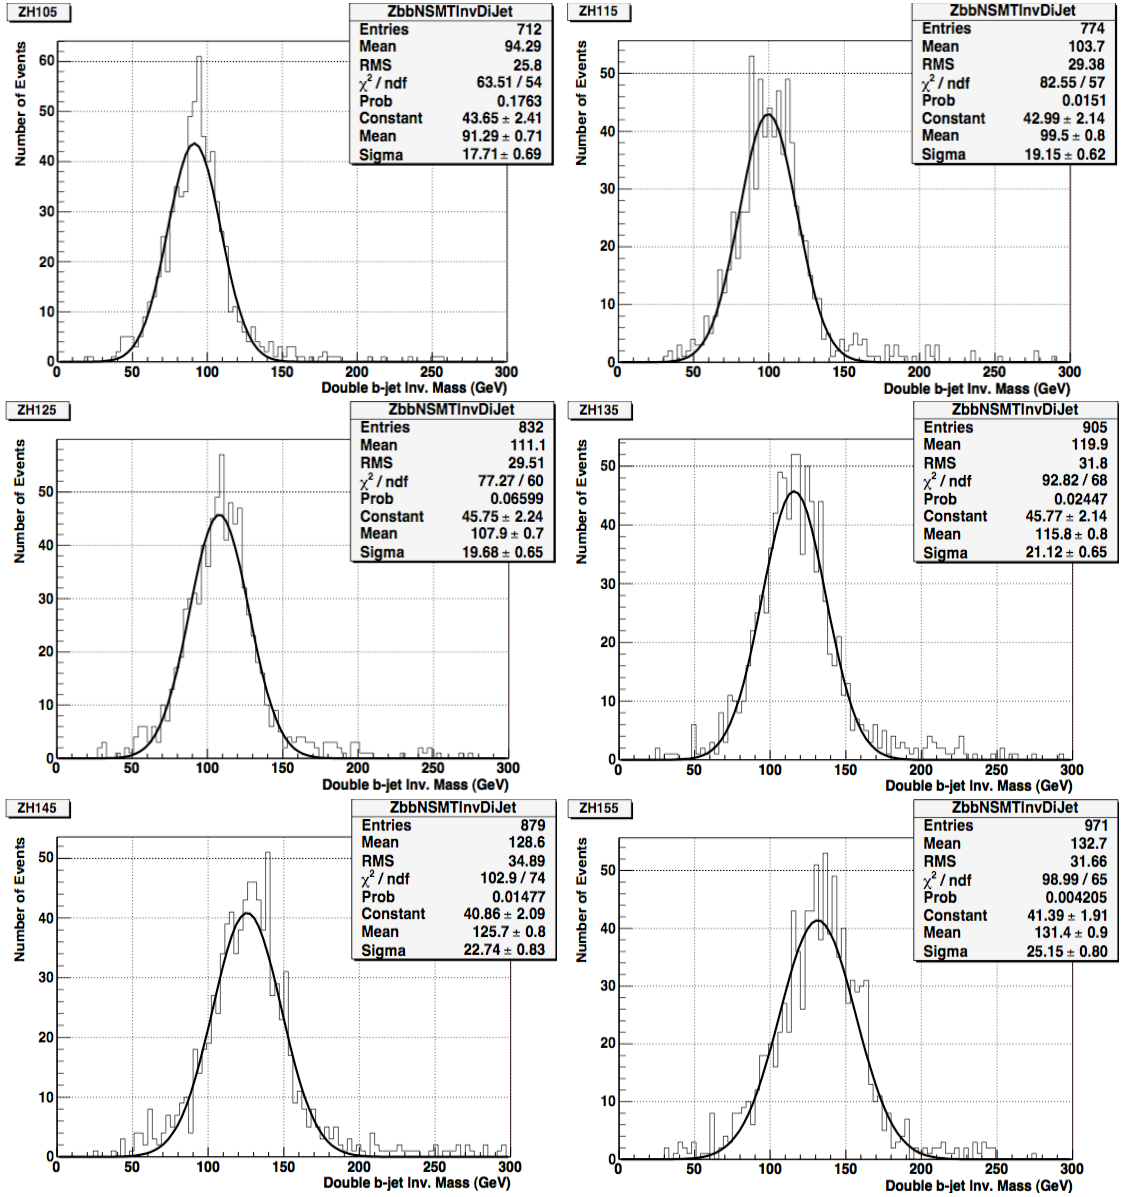 ZH105
ZbbNSMTInvDiJet
Entries 712
Mean 94.29
RMS 25.8
χ² / ndf 63.51 / 54
Prob 0.1763
Constant 43.65 ± 2.41
Mean 91.29 ± 0.71
Sigma 17.71 ± 0.69
Number of Events
60
50
40
30
20
10
0
0 50 100 150 200 250 300
Double b-jet Inv. Mass (GeV)
ZH115
ZbbNSMTInvDiJet
Entries 774
Mean 103.7
RMS 29.38
χ² / ndf 82.55 / 57
Prob 0.0151
Constant 42.99 ± 2.14
Mean 99.5 ± 0.8
Sigma 19.15 ± 0.62
Number of Events
50
40
30
20
10
0
0 50 100 150 200 250 300
Double b-jet Inv. Mass (GeV)
ZH125
ZbbNSMTInvDiJet
Entries 832
Mean 111.1
RMS 29.51
χ² / ndf 77.27 / 60
Prob 0.06599
Constant 45.75 ± 2.24
Mean 107.9 ± 0.7
Sigma 19.68 ± 0.65
Number of Events
50
40
30
20
10
0
0 50 100 150 200 250 300
Double b-jet Inv. Mass (GeV)
ZH135
ZbbNSMTInvDiJet
Entries 905
Mean 119.9
RMS 31.8
χ² / ndf 92.82 / 68
Prob 0.02447
Constant 45.77 ± 2.14
Mean 115.8 ± 0.8
Sigma 21.12 ± 0.65
Number of Events
50
40
30
20
10
0
0 50 100 150 200 250 300
Double b-jet Inv. Mass (GeV)
ZH145
ZbbNSMTInvDiJet
Entries 879
Mean 128.6
RMS 34.89
χ² / ndf 102.9 / 74
Prob 0.01477
Constant 40.86 ± 2.09
Mean 125.7 ± 0.8
Sigma 22.74 ± 0.83
Number of Events
50
40
30
20
10
0
0 50 100 150 200 250 300
Double b-jet Inv. Mass (GeV)
ZH155
ZbbNSMTInvDiJet
Entries 971
Mean 132.7
RMS 31.66
χ² / ndf 98.99 / 65
Prob 0.004205
Constant 41.39 ± 1.91
Mean 131.4 ± 0.9
Sigma 25.15 ± 0.80
Number of Events
50
40
30
20
10
0
0 50 100 150 200 250 300
Double b-jet Inv. Mass (GeV)